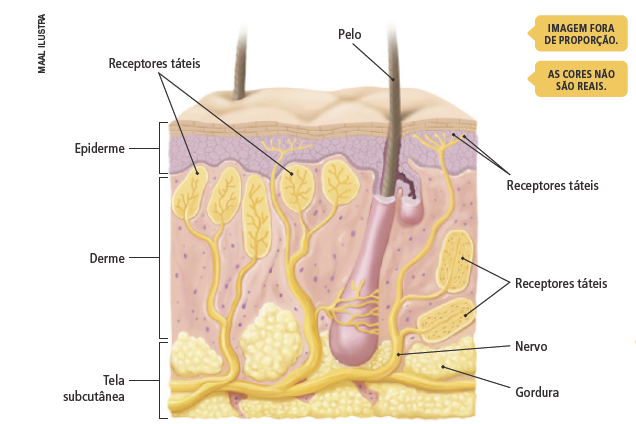 MAAL ILUSTRA
Pelo
IMAGEM FORA
DE PROPORÇÃO.
AS CORES NÃO
SÃO REAIS.
Receptores táteis
Epiderme
Receptores táteis
Derme
Receptores táteis
Nervo
Tela
subcutânea
Gordura